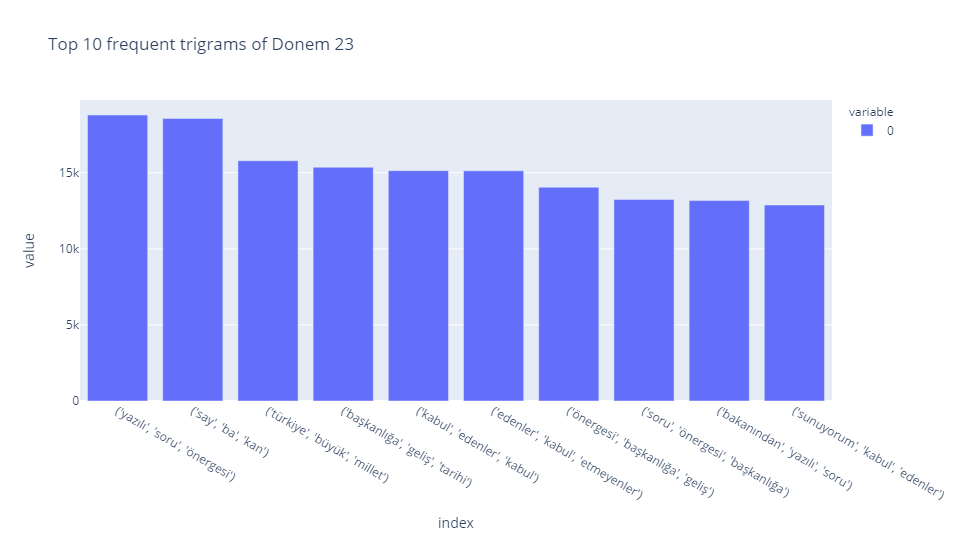 Top 10 frequent trigrams of Donem 23
variable
0
value
15k
10k
5k
0
('yazılı', 'soru', 'önergesi')
('say', 'ba', 'kan')
('türkiye', 'büyük', 'millet')
('başkanlığa', 'geliş', 'tarihi')
('kabul', 'edenler', 'kabul')
('edenler', 'kabul', 'etmeyenler')
('önergesi', 'başkanlığa', 'geliş')
('soru', 'önergesi', 'başkanlığa')
('bakanından', 'yazılı', 'soru')
('sunuyorum', 'kabul', 'edenler')
index